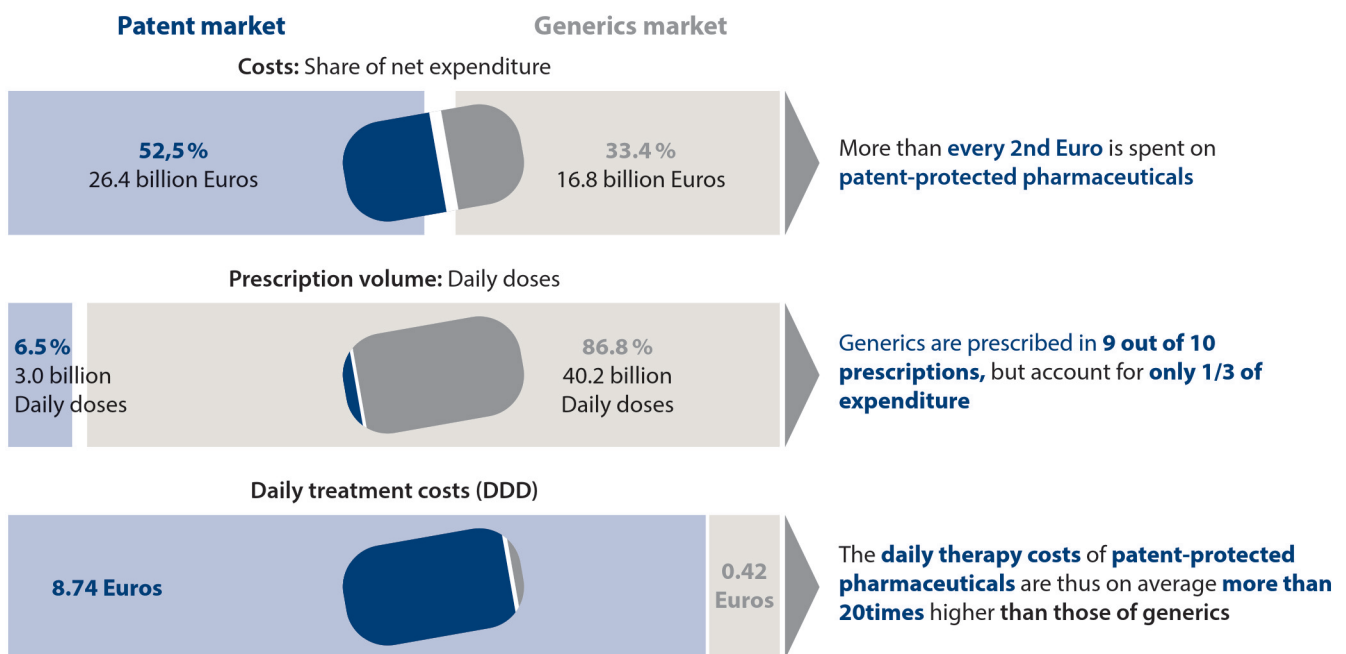 Patent market
Generics market
Costs: Share of net expenditure
52,5 %
26.4 billion Euros
33.4 %
16.8 billion Euros
More than every 2nd Euro is spent on
patent-protected pharmaceuticals
Prescription volume: Daily doses
6.5 %
3.0 billion
Daily doses
86.8 %
40.2 billion
Daily doses
Generics are prescribed in 9 out of 10
prescriptions, but account for only 1/3 of
expenditure
Daily treatment costs (DDD)
8.74 Euros
0.42
Euros
The daily therapy costs of patent-protected
pharmaceuticals are thus on average more than
20times higher than those of generics